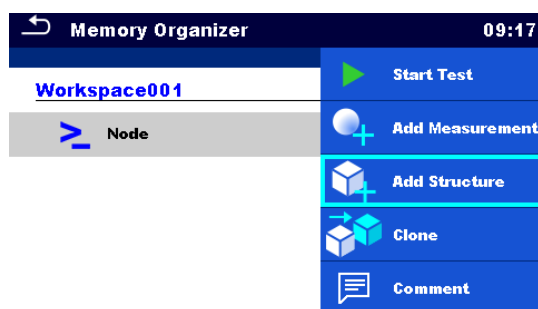 Memory Organizer
09:17
Workspace001
Node
Start Test
Add Measurement
Add Structure
Clone
Comment